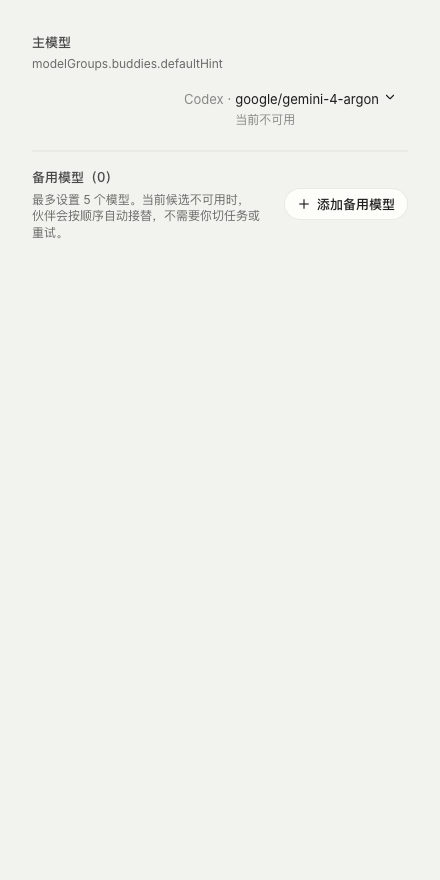 主模型
modelGroups.buddies.defaultHint
Codex · google/gemini-4-argon
当前不可用
备用模型（0）
最多设置 5 个模型。当前候选不可用时，
伙伴会按顺序自动接替，不需要你切任务或
重试。
+ 添加备用模型